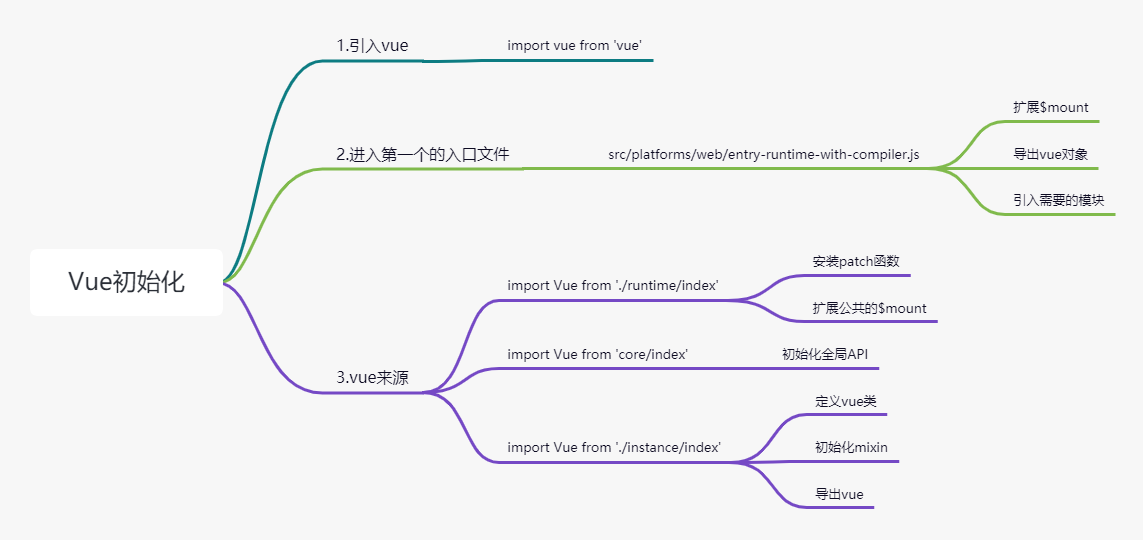 Vue初始化
1.引入vue
import vue from 'vue'
2.进入第一个的入口文件
src/platforms/web/entry-runtime-with-compiler.js
扩展$mount
导出vue对象
引入需要的模块
3.vue来源
import Vue from './runtime/index'
安装patch函数
扩展公共的$mount
import Vue from 'core/index'
初始化全局API
import Vue from './instance/index'
定义vue类
初始化mixin
导出vue